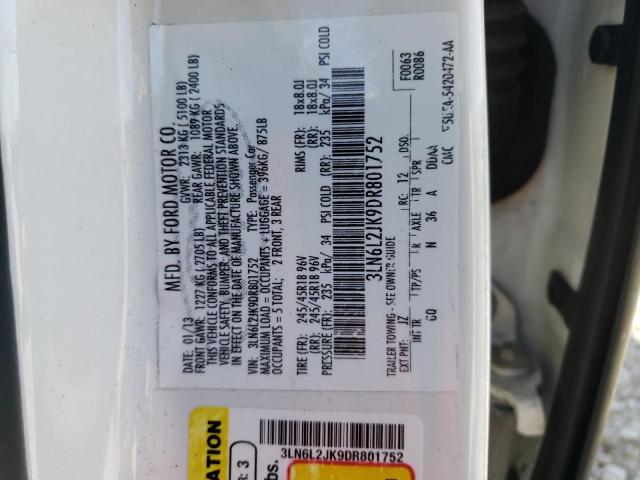 MFD. BY FORD MOTOR CO.
DATE: 01/13 GVWR: 2313 KG ( 5100 LB)
FRONT GAWR: 1227 KG ( 2705 LB) REAR GAWR: 1089 KG ( 2400 LB)
THIS VEHICLE CONFORMS TO ALL APPLICABLE FEDERAL MOTOR
VEHICLE SAFETY, BUMPER, AND THEFT PREVENTION STANDARDS
IN EFFECT ON THE DATE OF MANUFACTURE SHOWN ABOVE.
VIN: 3LN6L2JK9DR801752 TYPE: Passenger Car
MAXIMUM LOAD: OCCUPANTS + LUGGAGE = 396KG/ 875LB
OCCUPANTS = 5 TOTAL: 2 FRONT, 3 REAR
TIRE (FR): 245/45R18 96V RIMS (FR): 18x8.0J
(RR): 245/45R18 96V (RR): 18x8.0J
PRESSURE (FR): 235 kPa/ 34 PSI COLD (RR): 235 kPa/ 34 PSI COLD
3LN6L2JK9DR801752
TRAILER TOWING - SEE OWNER GUIDE
F0063
R0086
EXT PNT: JZ RC: 12 DSO:
INT TR TP/PS R AXLE TR SPR
GO N 36 A DUAA
GMC
ATION
R: 3
bs.
3LN6L2JK9DR801752